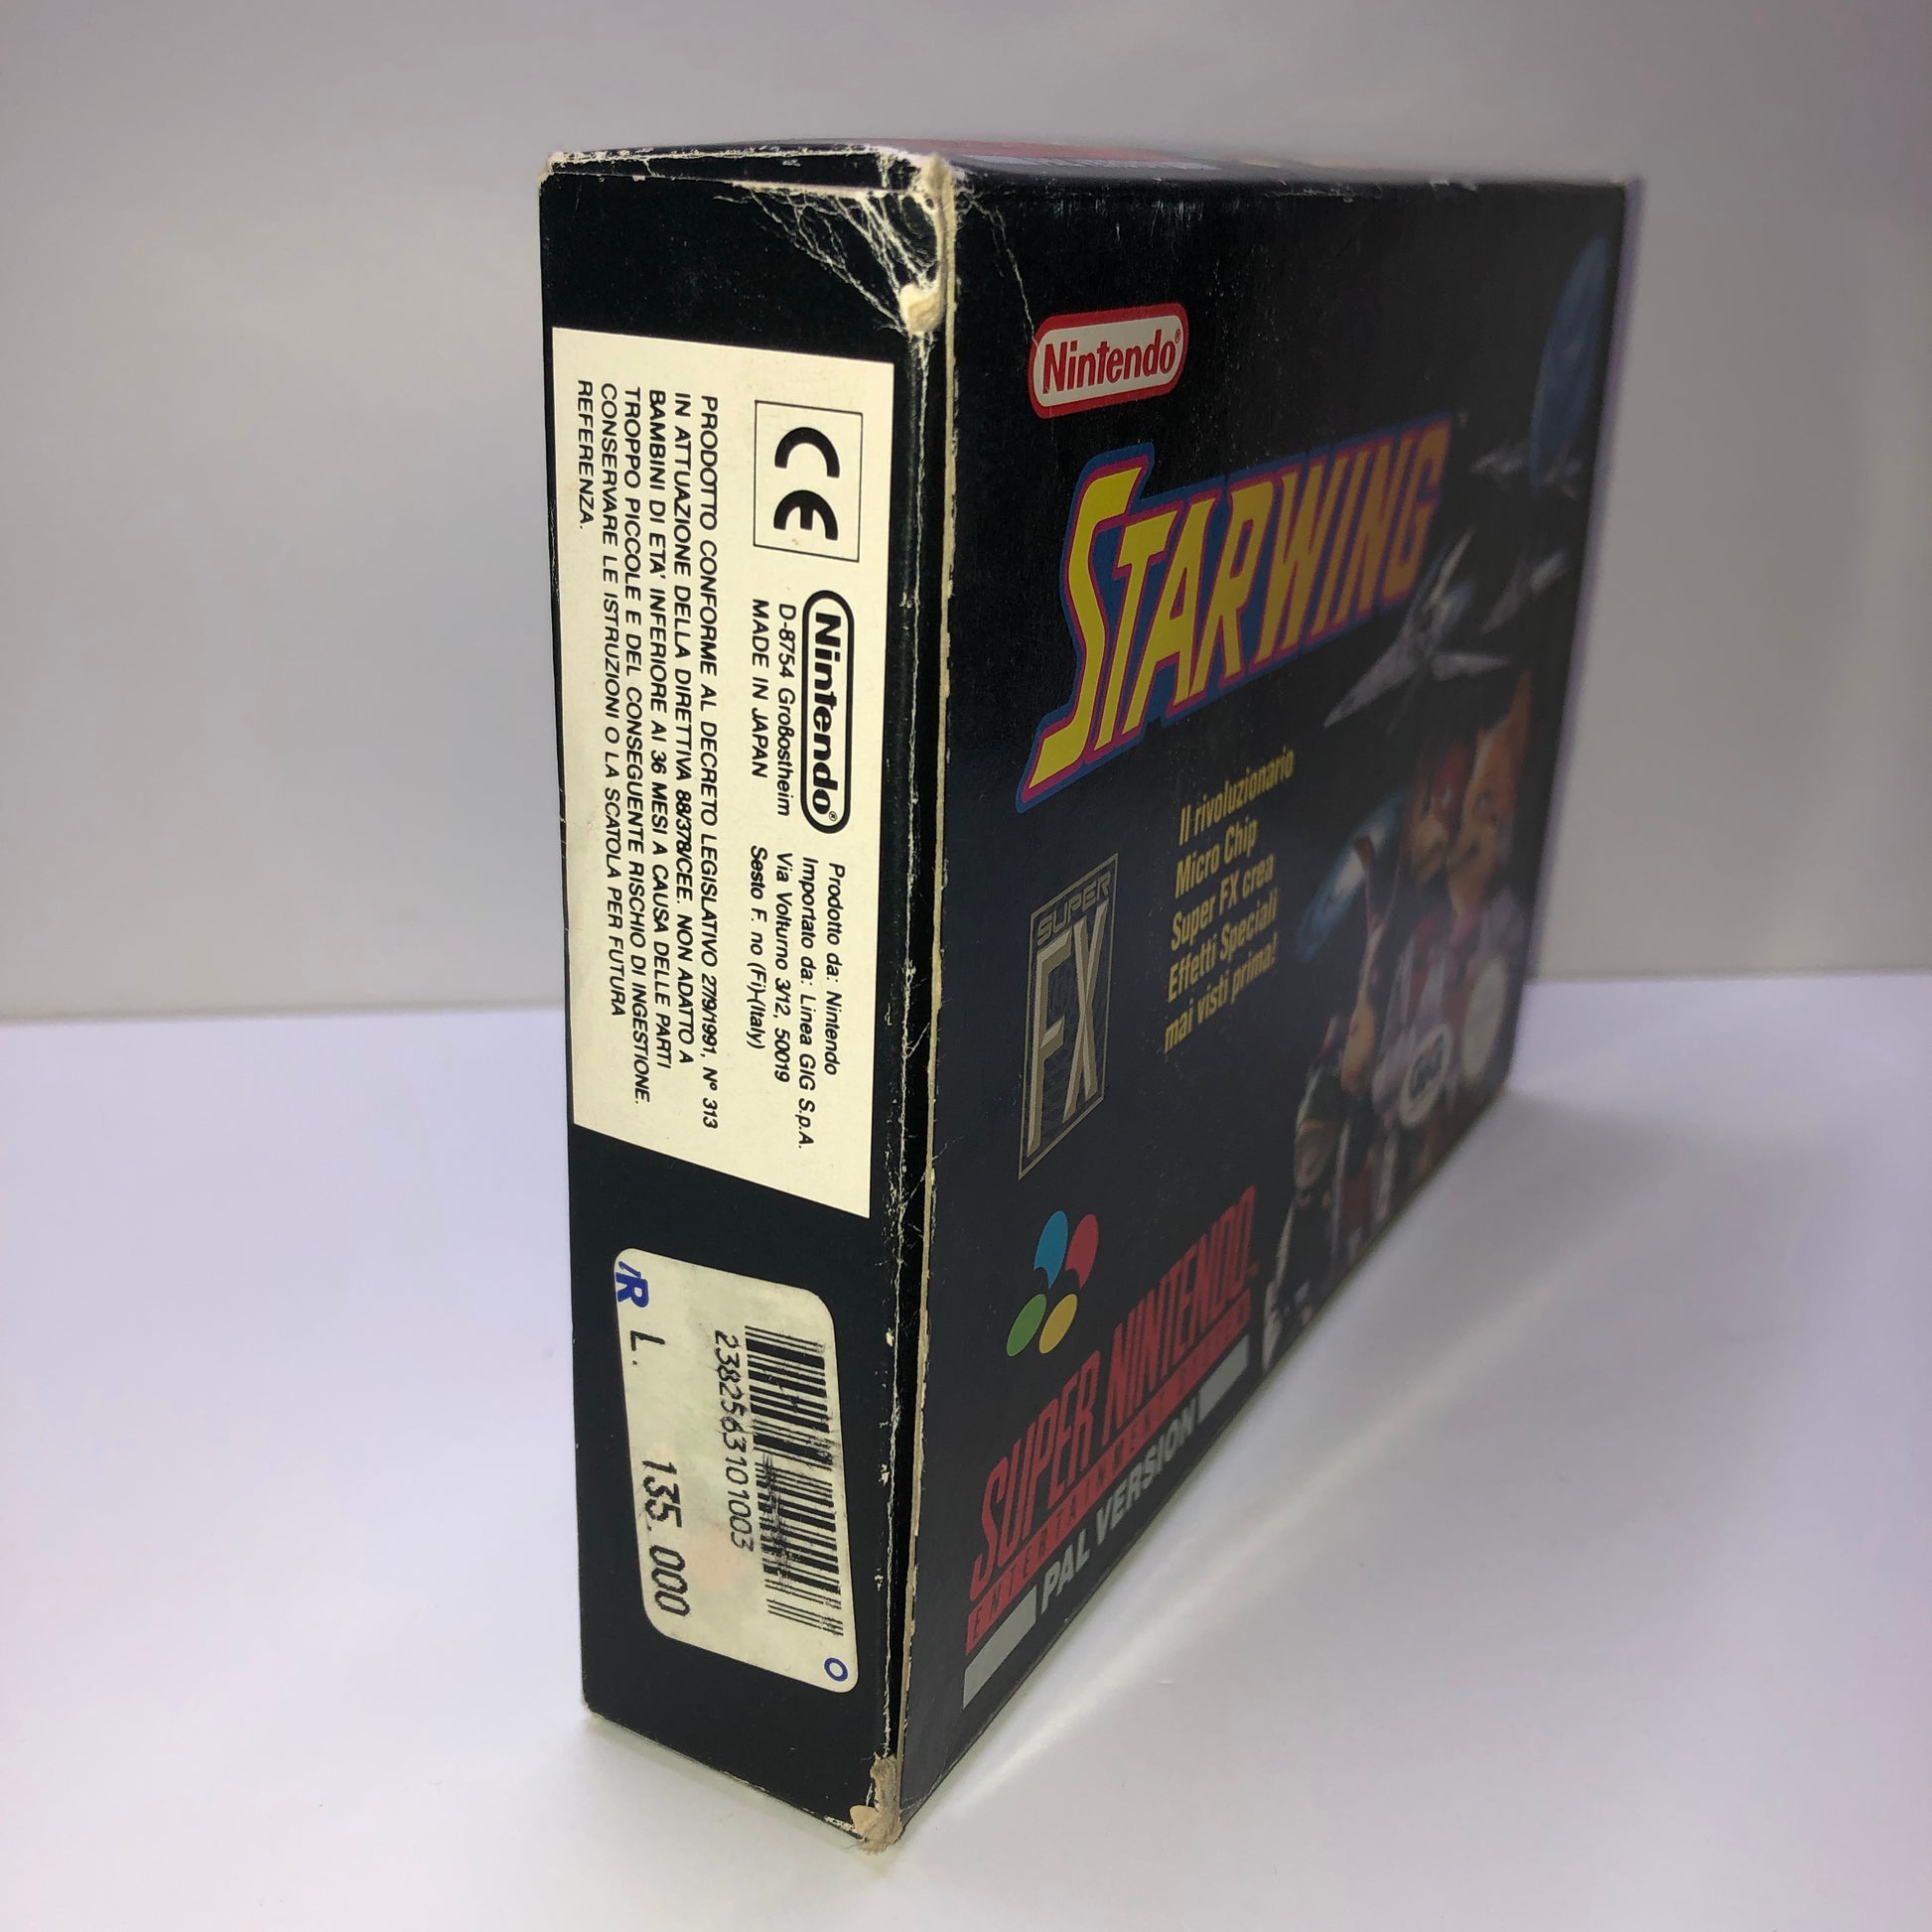 CE
Nintendo®
D-8754 Großostheim
MADE IN JAPAN
Prodotto da: Nintendo
Importato da: Linea GIG S.p.A.
Via Volturno 3/12, 50019
Sesto F. no (Fi)-(Italy)
PRODOTTO CONFORME AL DECRETO LEGISLATIVO 27/9/1991, N° 313
IN ATTUAZIONE DELLA DIRETTIVA 88/378/CEE. NON ADATTO A
BAMBINI DI ETA' INFERIORE AI 36 MESI A CAUSA DELLE PARTI
TROPPO PICCOLE E DEL CONSEGUENTE RISCHIO DI INGESTIONE.
CONSERVARE LE ISTRUZIONI O LA SCATOLA PER FUTURA
REFERENZA.
2382563101003
R L. 135.000
O
Nintendo®
STARWING
Il rivoluzionario
Micro Chip
Super FX crea
Effetti Speciali
mai visti prima!
SUPER
FX
SUPER NINTENDO
PAL VERSION